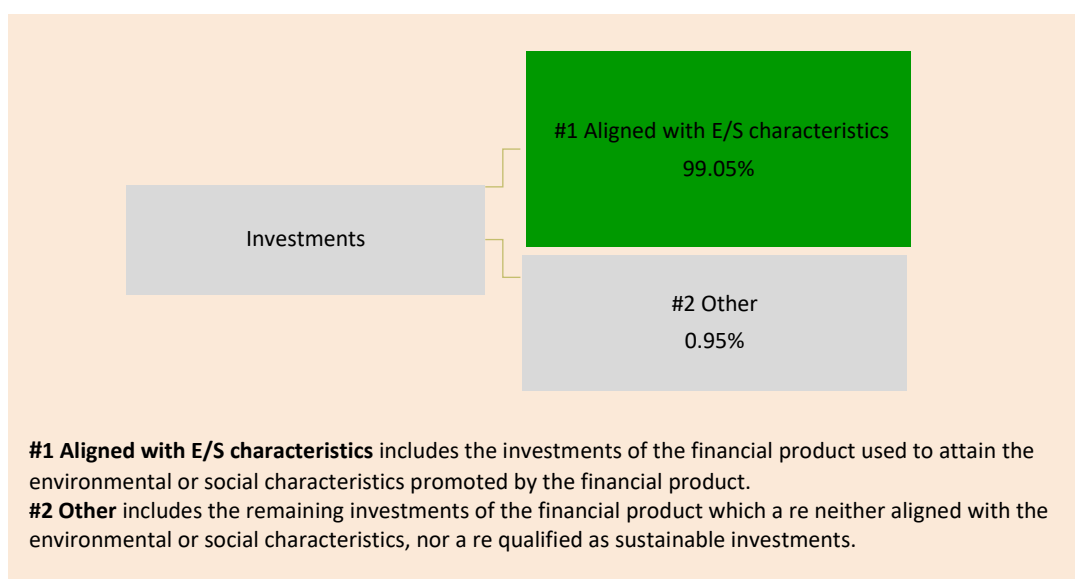 #1 Aligned with E/S characteristics
99.05%
Investments
#2 Other
0.95%
#1 Aligned with E/S characteristics includes the investments of the financial product used to attain the
environmental or social characteristics promoted by the financial product.
#2 Other includes the remaining investments of the financial product which a re neither aligned with the
environmental or social characteristics, nor a re qualified as sustainable investments.